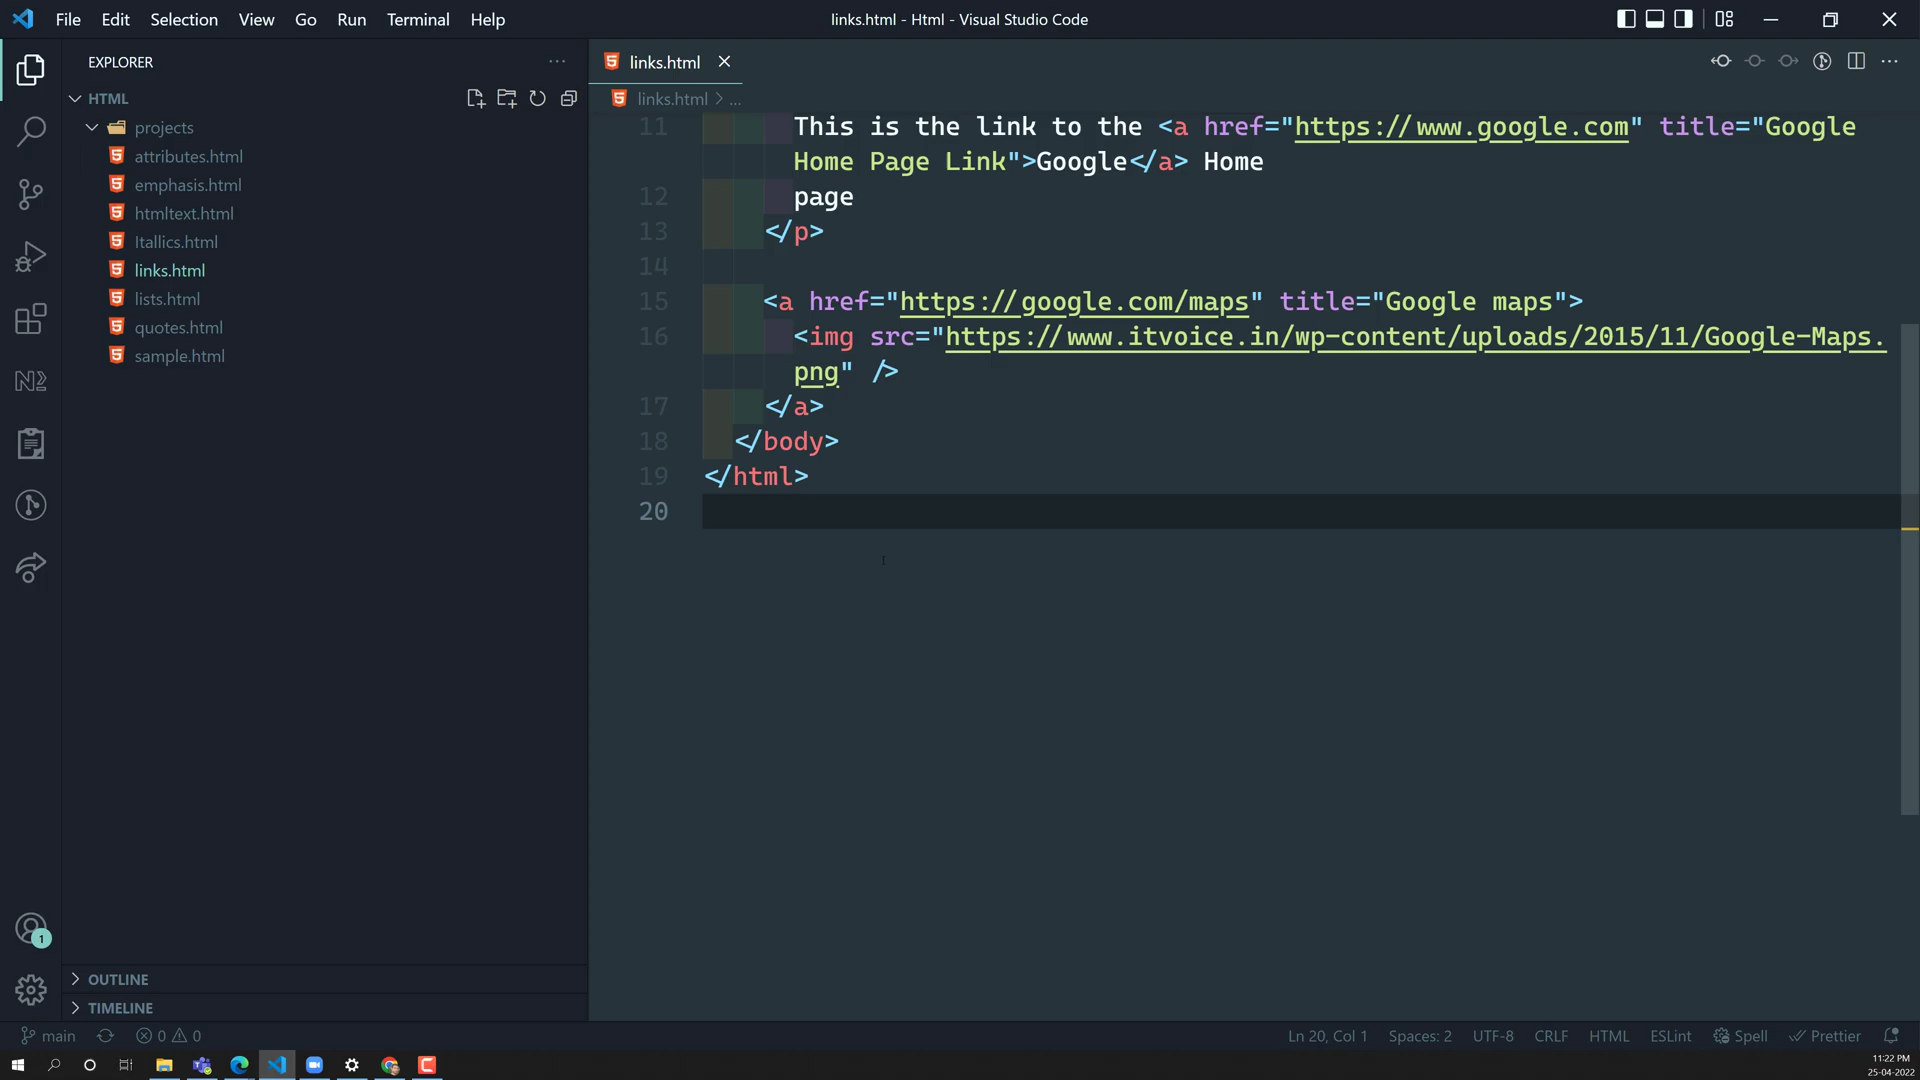 File Edit Selection View Go Run Terminal Help
links.html - Html - Visual Studio Code
EXPLORER
HTML
projects
attributes.html
emphasis.html
htmltext.html
Itallics.html
links.html
lists.html
quotes.html
sample.html
OUTLINE
TIMELINE
1
links.html
links.html > ...
11 This is the link to the <a href="https://www.google.com" title="Google
Home Page Link">Google</a> Home
12 page
13 </p>
14
15 <a href="https://google.com/maps" title="Google maps">
16 <img src="https://www.itvoice.in/wp-content/uploads/2015/11/Google-Maps.
png" />
17 </a>
18 </body>
19 </html>
20
main 0 0 Ln 20, Col 1 Spaces: 2 UTF-8 CRLF HTML ESLint Spell Prettier
11:22 PM
25-04-2022